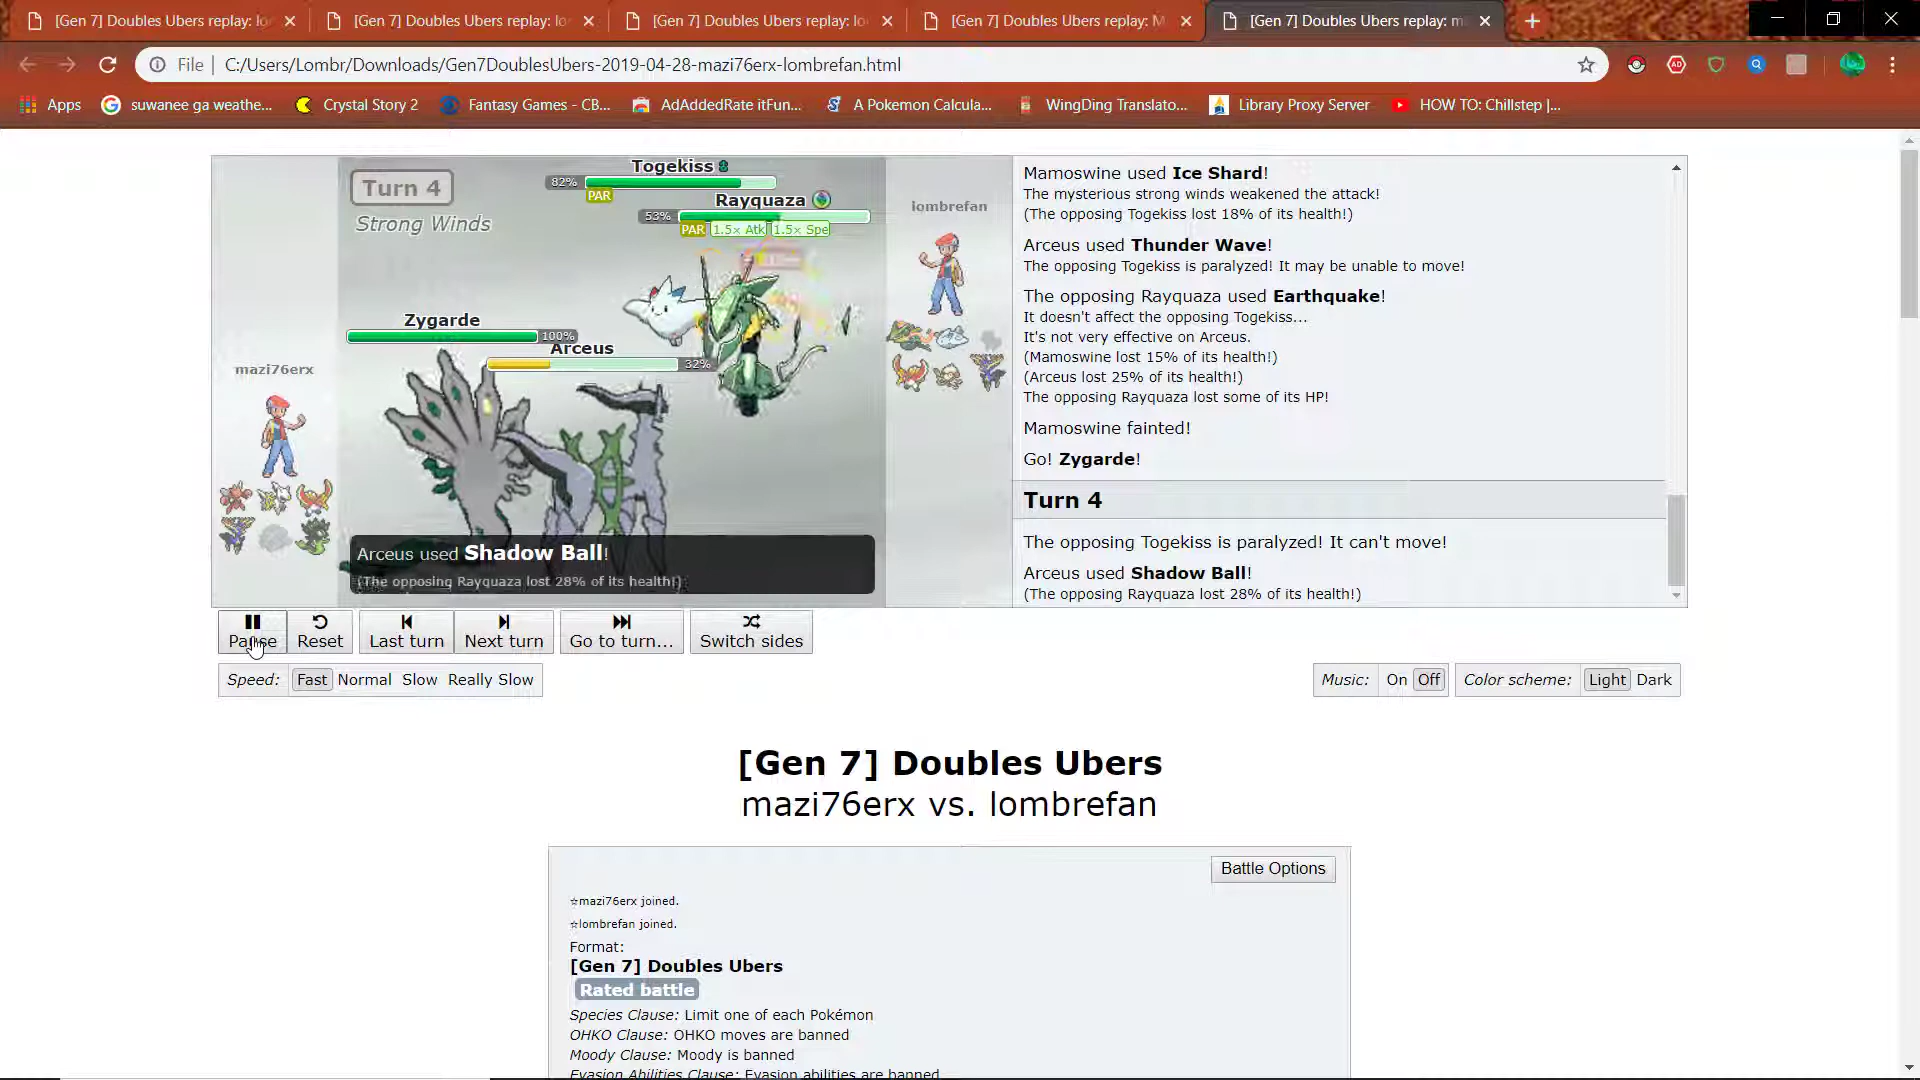 [Gen 7] Doubles Ubers replay: lo
[Gen 7] Doubles Ubers replay: lo
[Gen 7] Doubles Ubers replay: lo
[Gen 7] Doubles Ubers replay: M
[Gen 7] Doubles Ubers replay: m
File
C:/Users/Lombr/Downloads/Gen7DoublesUbers-2019-04-28-mazi76erx-lombrefan.html
Apps
suwanee ga weathe...
Crystal Story 2
Fantasy Games - CB...
AdAddedRate itFun...
A Pokemon Calcula...
WingDing Translato...
Library Proxy Server
HOW TO: Chillstep |...
Turn 4
Strong Winds
Togekiss
82%
PAR
Rayquaza
53%
PAR 1.5× Atk 1.5× Spe
Zygarde
100%
Arceus
32%
mazi76erx
lombrefan
Arceus used Shadow Ball!
(The opposing Rayquaza lost 28% of its health!)
Mamoswine used Ice Shard!
The mysterious strong winds weakened the attack!
(The opposing Togekiss lost 18% of its health!)
Arceus used Thunder Wave!
The opposing Togekiss is paralyzed! It may be unable to move!
The opposing Rayquaza used Earthquake!
It doesn't affect the opposing Togekiss...
It's not very effective on Arceus.
(Mamoswine lost 15% of its health!)
(Arceus lost 25% of its health!)
The opposing Rayquaza lost some of its HP!
Mamoswine fainted!
Go! Zygarde!
Turn 4
The opposing Togekiss is paralyzed! It can't move!
Arceus used Shadow Ball!
(The opposing Rayquaza lost 28% of its health!)
Pause
Reset
Last turn
Next turn
Go to turn...
Switch sides
Speed: Fast Normal Slow Really Slow
Music: On Off
Color scheme: Light Dark
[Gen 7] Doubles Ubers
mazi76erx vs. lombrefan
Battle Options
☆mazi76erx joined.
☆lombrefan joined.
Format:
[Gen 7] Doubles Ubers
Rated battle
Species Clause: Limit one of each Pokémon
OHKO Clause: OHKO moves are banned
Moody Clause: Moody is banned
Evasion Abilities Clause: Evasion abilities are banned